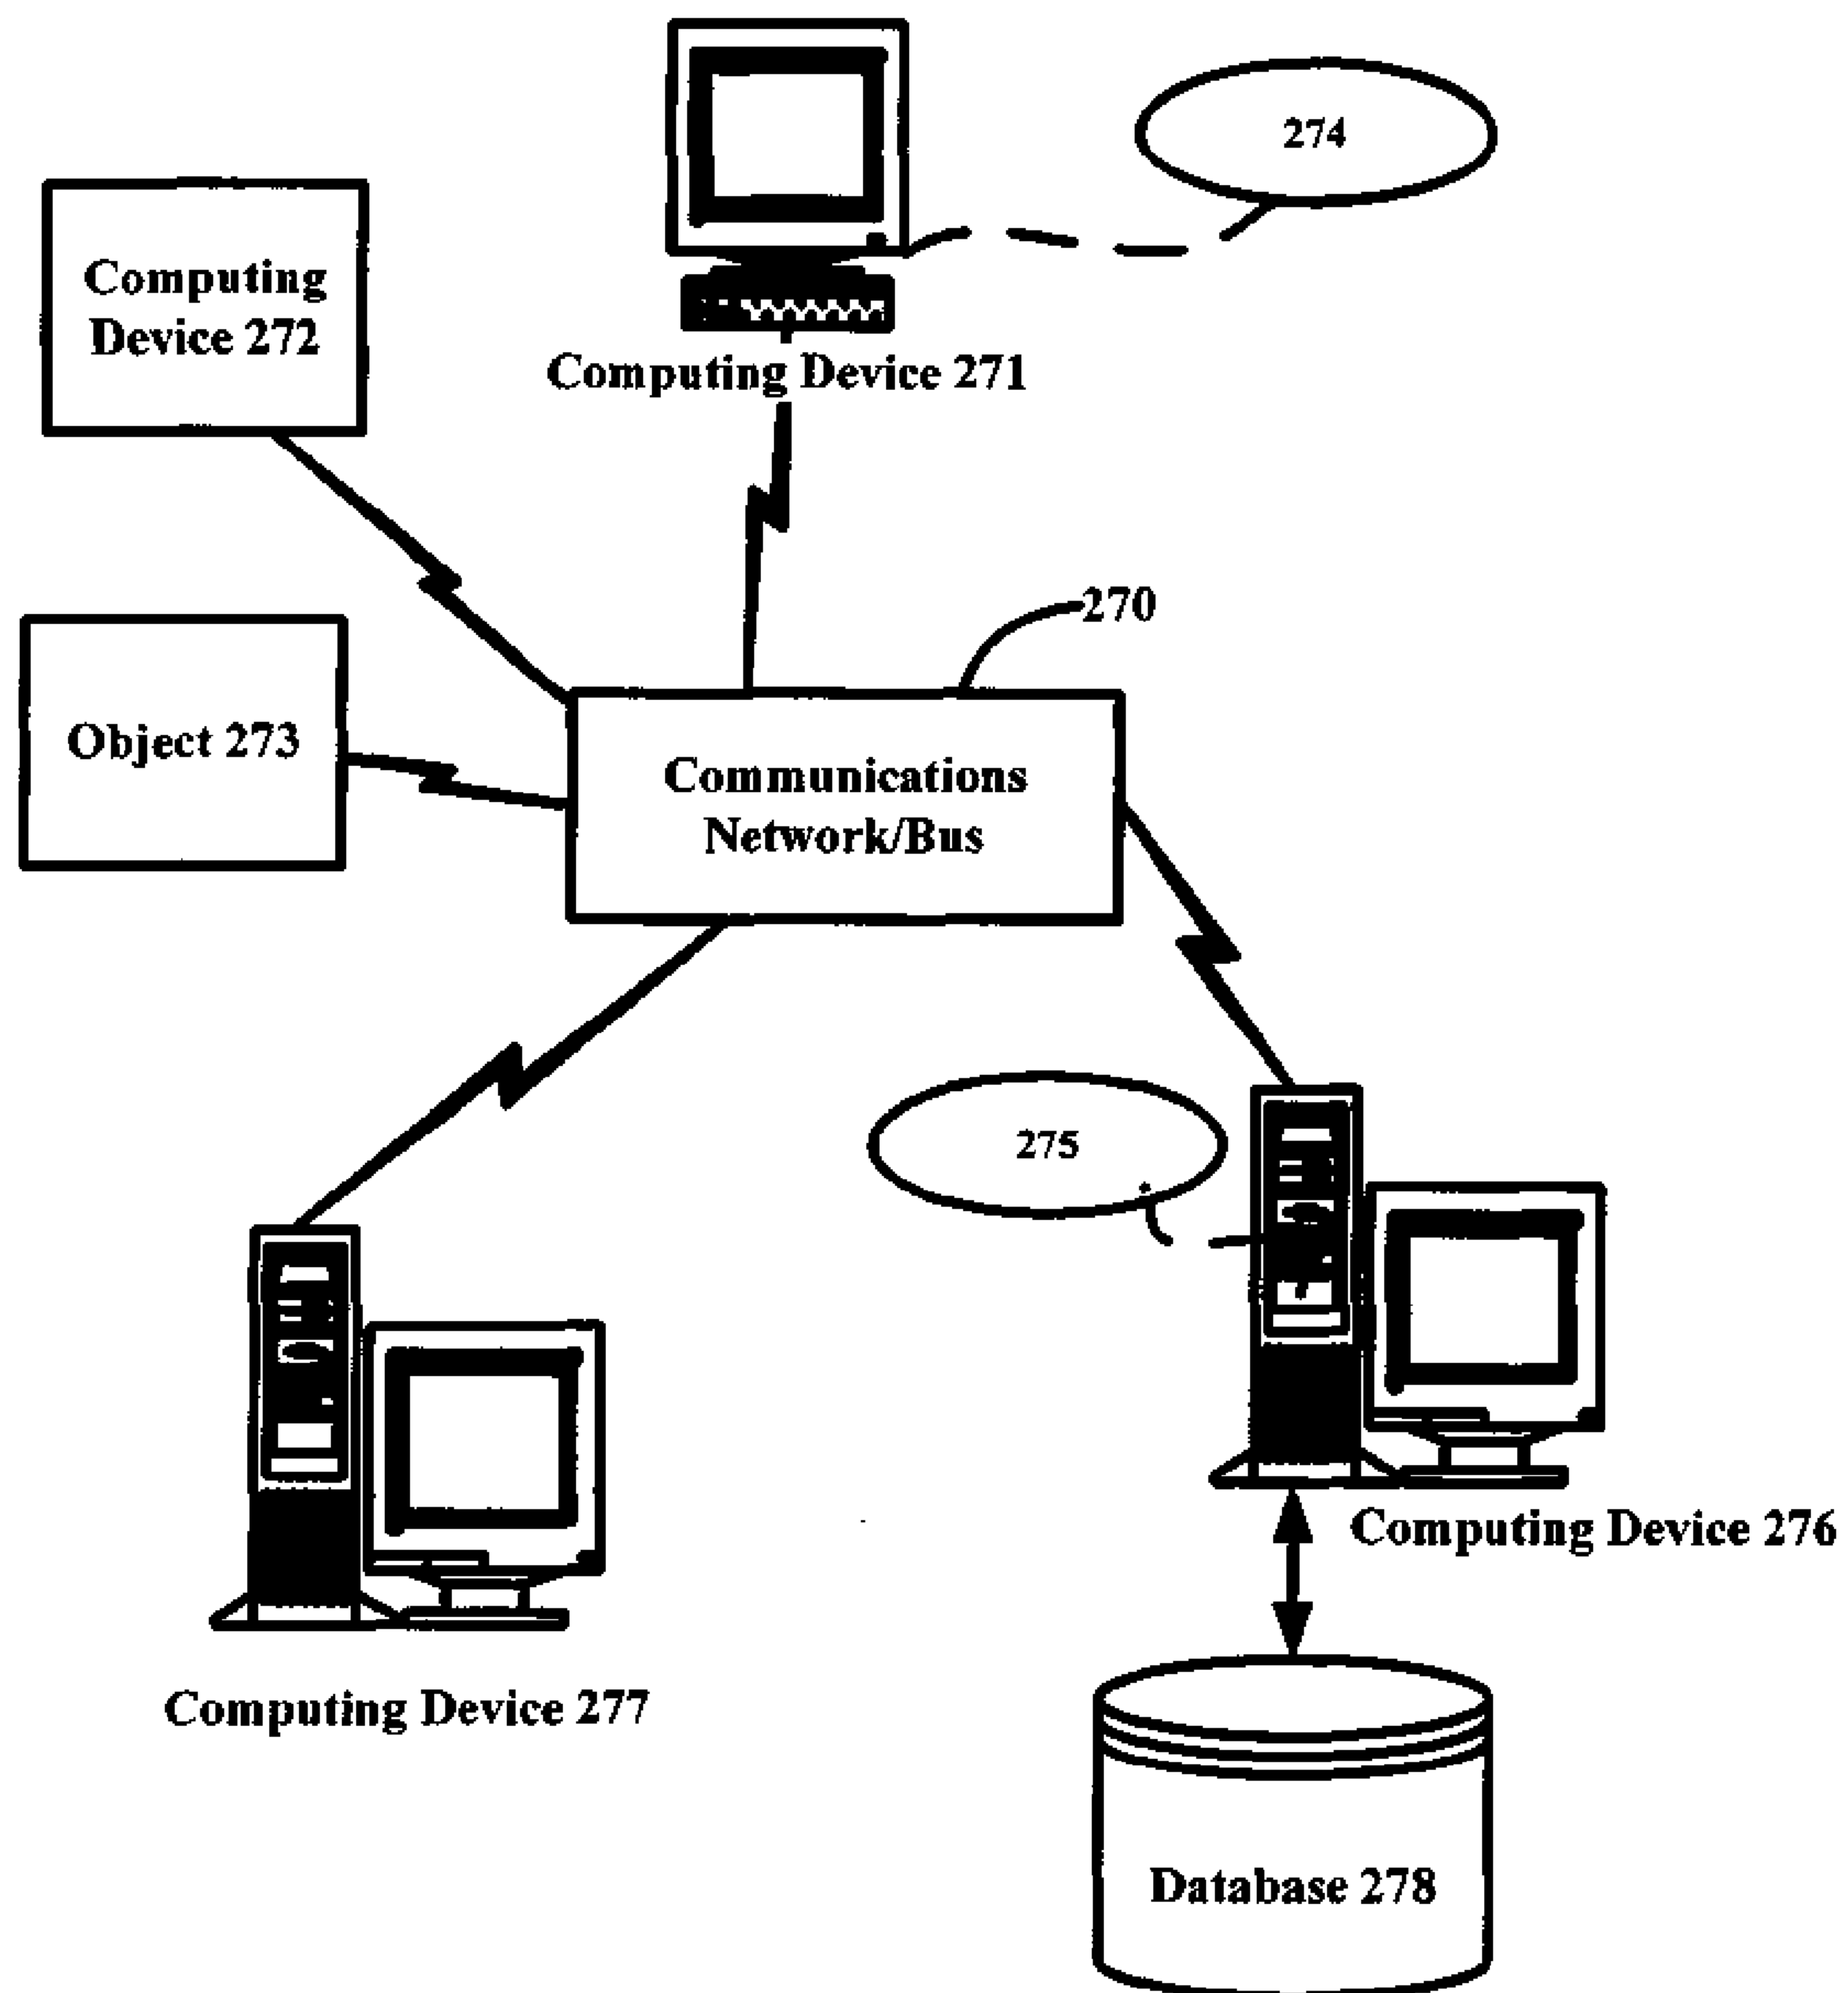 274
Computing
Device 272
Computing Device 271
270
Object 273
Communications
Network/Bus
275
Computing Device 276
Computing Device 277
Database 278